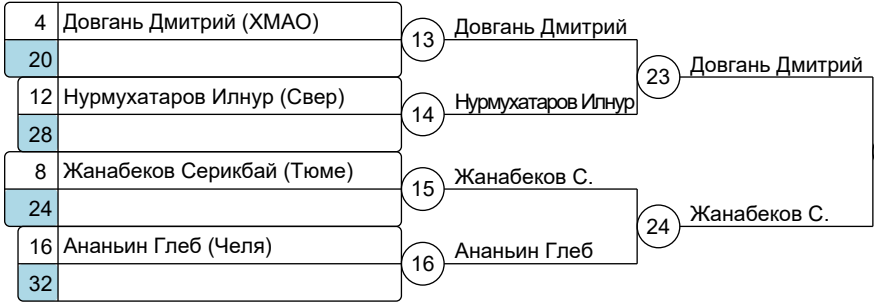 4 Довгань Дмитрий (ХМАО)
20
13 Довгань Дмитрий
12 Нурмухатаров Илнур (Свер)
28
14 Нурмухатаров Илнур
23 Довгань Дмитрий
8 Жанабеков Серикбай (Тюме)
24
15 Жанабеков С.
16 Ананьин Глеб (Челя)
32
16 Ананьин Глеб
24 Жанабеков С.